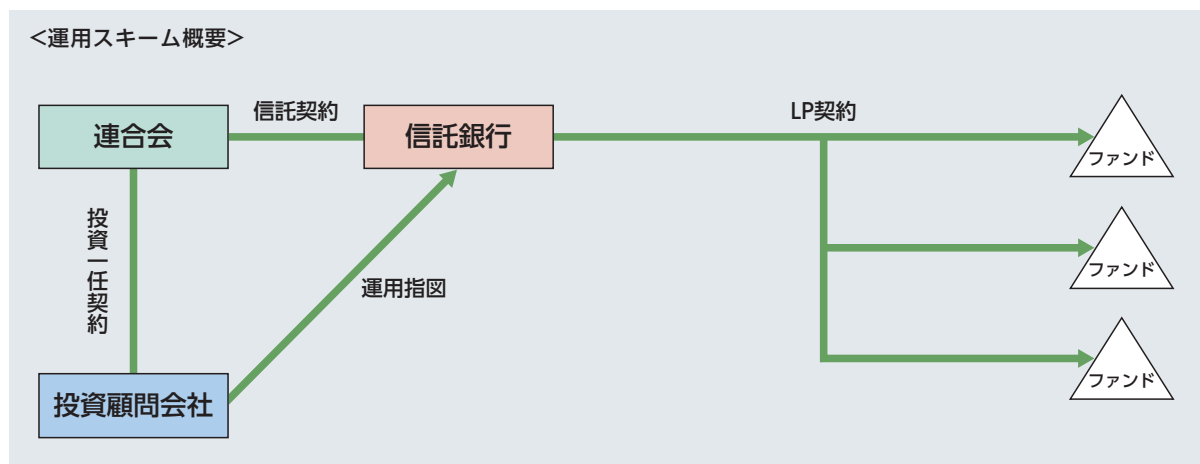 <運用スキーム概要>
連合会
信託契約
信託銀行
LP契約
ファンド
投資一任契約
運用指図
ファンド
投資顧問会社
ファンド